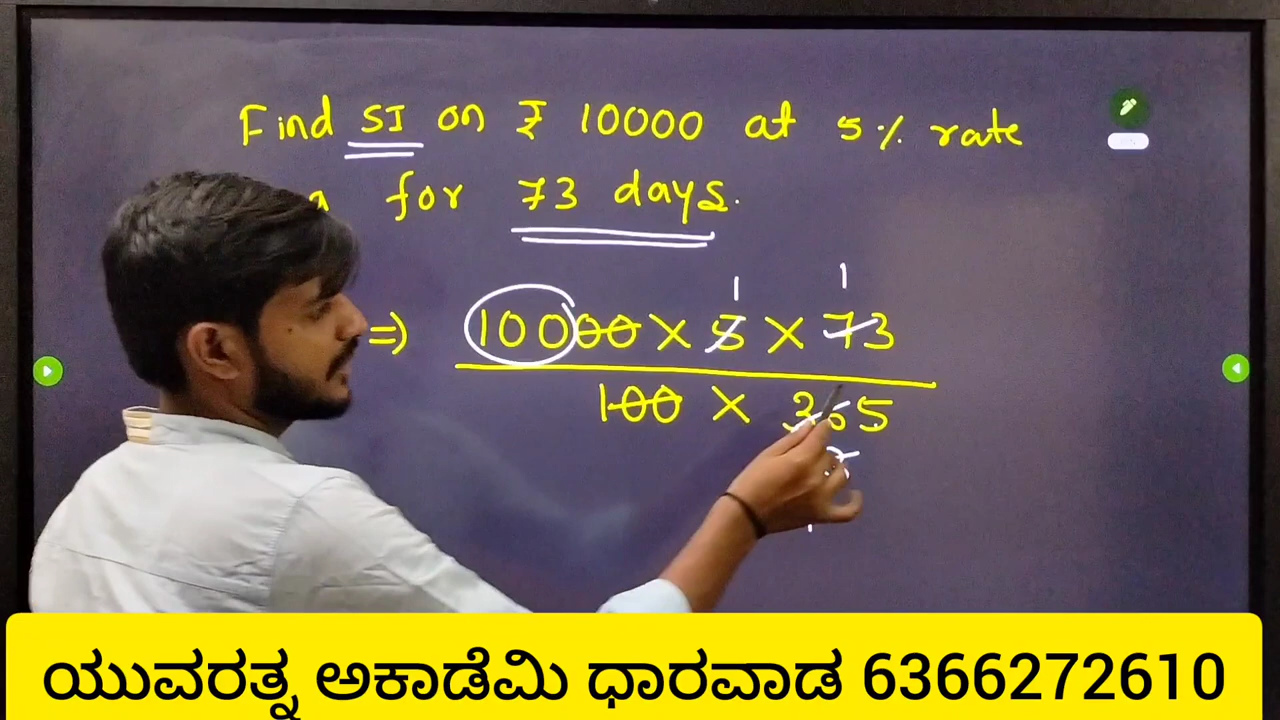 Find SI on ₹ 10000 at 5% rate
for 73 days.
1 1
=) 10000 X 5 X 73
100 X 365
ಯುವರತ್ನ ಅಕಾಡೆಮಿ ಧಾರವಾಡ 6366272610